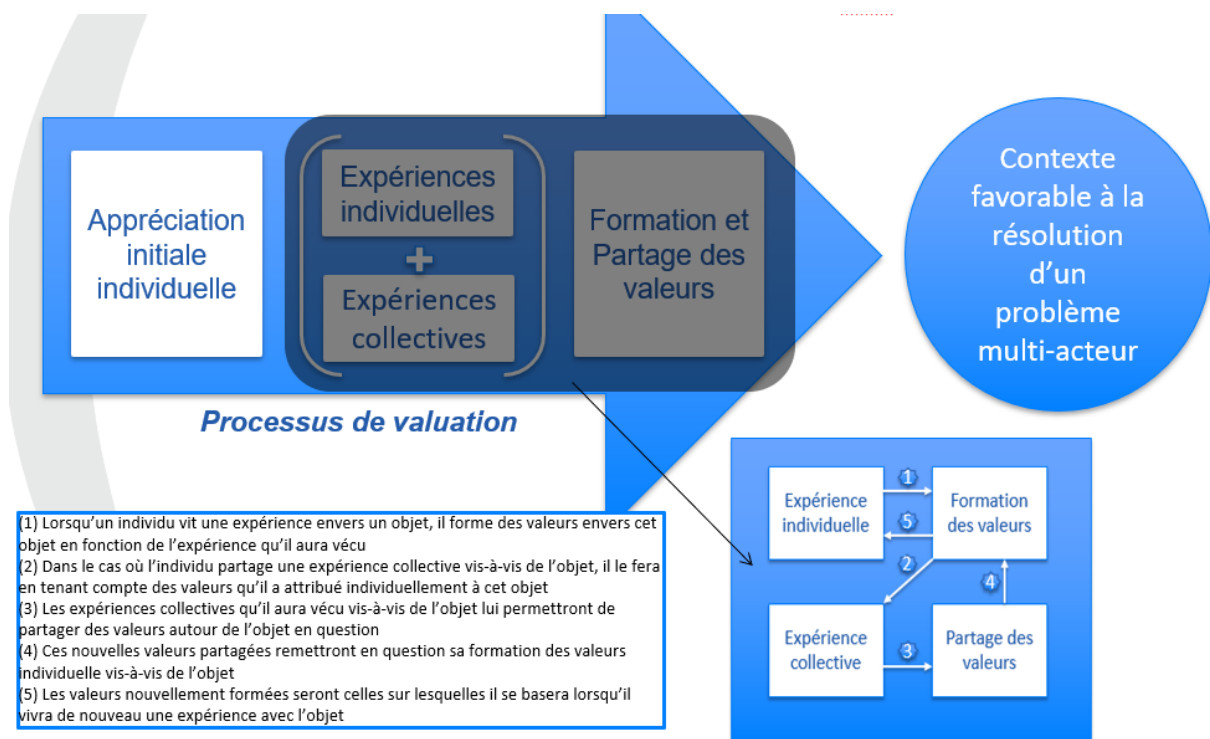 Appréciation
initiale
individuelle
Expériences
individuelles
+
Expériences
collectives
Formation et
Partage des
valeurs
Contexte
favorable à la
résolution
d’un
problème
multi-acteur
Processus de valuation
(1) Lorsqu’un individu vit une expérience envers un objet, il forme des valeurs envers cet
objet en fonction de l’expérience qu’il aura vécu
(2) Dans le cas où l’individu partage une expérience collective vis-à-vis de l’objet, il le fera
en tenant compte des valeurs qu’il a attribué individuellement à cet objet
(3) Les expériences collectives qu’il aura vécu vis-à-vis de l’objet lui permettront de
partager des valeurs autour de l’objet en question
(4) Ces nouvelles valeurs partagées remettront en question sa formation des valeurs
individuelle vis-à-vis de l’objet
(5) Les valeurs nouvellement formées seront celles sur lesquelles il se basera lorsqu’il
vivra de nouveau une expérience avec l’objet
Expérience
individuelle
1
5
Formation
des valeurs
2
4
Expérience
collective
3
Partage des
valeurs